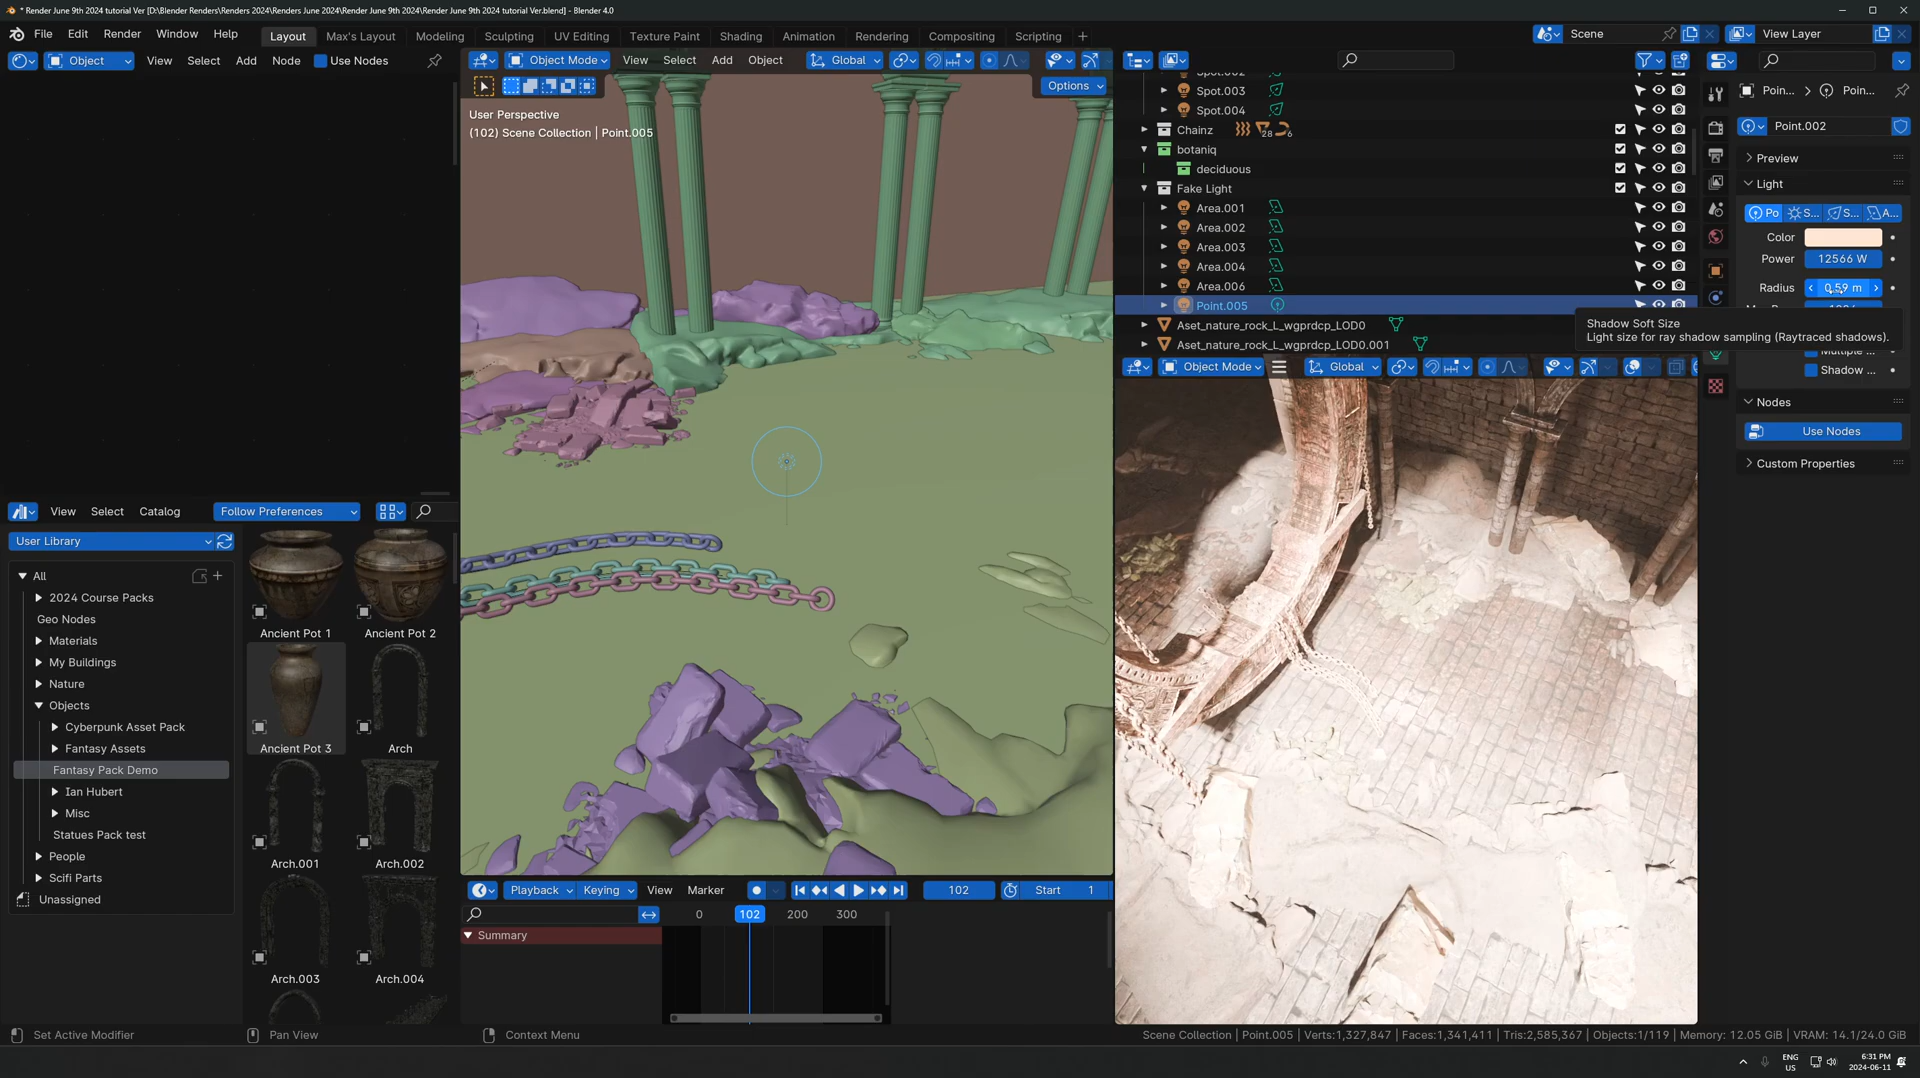 * Render June 9th 2024 tutorial Ver [D:\Blender Renders\Renders 2024\Renders June 2024\Render June 9th 2024\Render June 9th 2024 tutorial Ver.blend] - Blender 4.0
File Edit Render Window Help
Layout Max's Layout Modeling Sculpting UV Editing Texture Paint Shading Animation Rendering Compositing Scripting
Scene
View Layer
Object View Select Add Node Use Nodes
Object Mode View Select Add Object Global
Options
User Perspective
(102) Scene Collection | Point.005
Spot.003
Spot.004
Chainz 28 6
botaniq
deciduous
Fake Light
Area.001
Area.002
Area.003
Area.004
Area.006
Point.005
Aset_nature_rock_L_wgprdcp_LOD0
Aset_nature_rock_L_wgprdcp_LOD0.001
Poin... Poin...
Point.002
Preview
Light
Po S... S... A...
Color
Power 12566 W
Radius 0.59 m
Shadow Soft Size
Light size for ray shadow sampling (Raytraced shadows).
Shadow ...
Nodes
Use Nodes
Custom Properties
Object Mode Global
View Select Catalog Follow Preferences
User Library
All
2024 Course Packs
Geo Nodes
Materials
My Buildings
Nature
Objects
Cyberpunk Asset Pack
Fantasy Assets
Fantasy Pack Demo
Ian Hubert
Misc
Statues Pack test
People
Scifi Parts
Unassigned
Ancient Pot 1 Ancient Pot 2
Ancient Pot 3 Arch
Arch.001 Arch.002
Arch.003 Arch.004
Playback Keying View Marker 102 Start 1
0 102 200 300
Summary
Set Active Modifier Pan View Context Menu
Scene Collection | Point.005 | Verts:1,327,847 | Faces:1,341,411 | Tris:2,585,367 | Objects:1/119 | Memory: 12.05 GiB | VRAM: 14.1/24.0 GiB
ENG
US
6:31 PM
2024-06-11